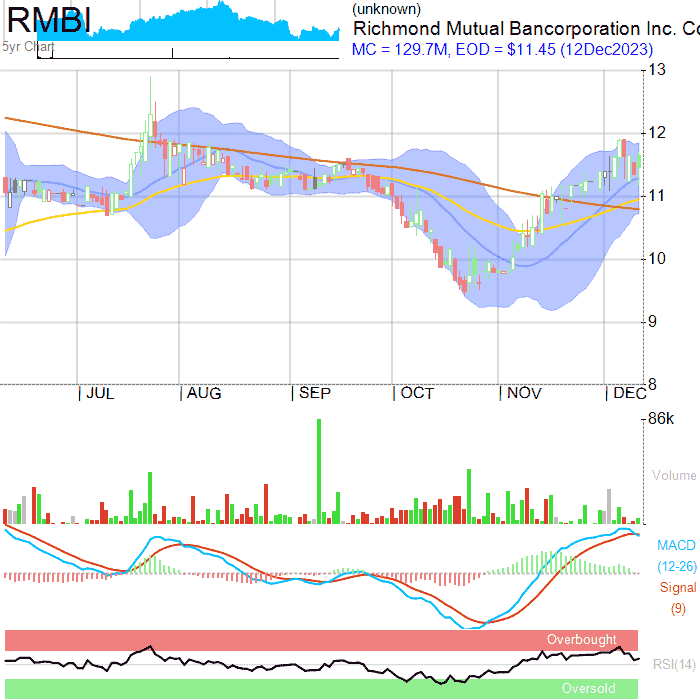 RMBI
5yr Chart
(unknown)
Richmond Mutual Bancorporation Inc. Co
MC = 129.7M, EOD = $11.45 (12Dec2023)
13
12
11
10
9
8
JUL AUG SEP OCT NOV DEC
86k
Volume
MACD
(12-26)
Signal
(9)
Overbought
RSI(14)
Oversold